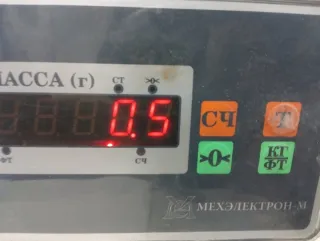 МАССА (г)
СТ
0.5
СЧ
Т
>0<
КГ
ФТ
ФТ
СЧ
МЕХЭЛЕКТРОН-М